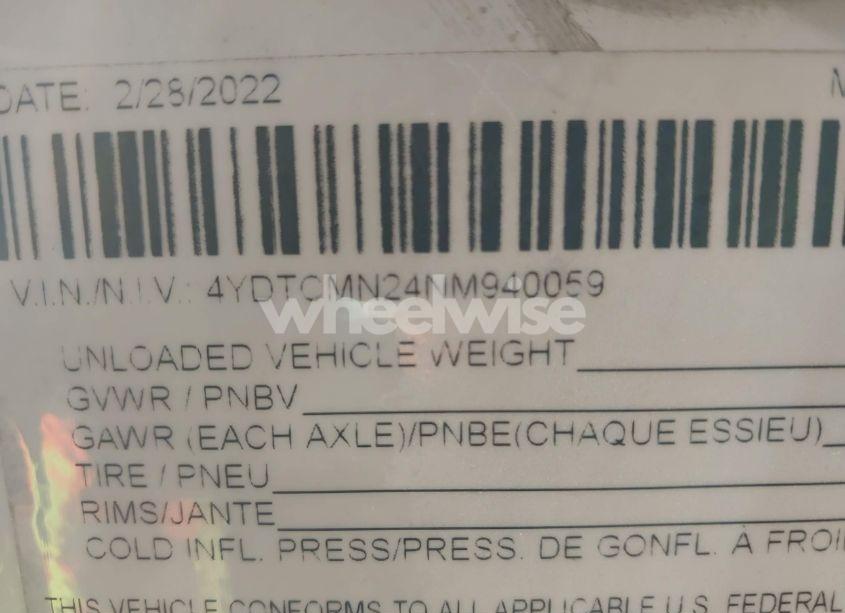 DATE: 2/28/2022 M
V.I.N./N.I.V.: 4YDTCMN24NM940059
wheelwise
UNLOADED VEHICLE WEIGHT
GVWR / PNBV
GAWR (EACH AXLE)/PNBE(CHAQUE ESSIEU)
TIRE / PNEU
RIMS/JANTE
COLD INFL. PRESS/PRESS. DE GONFL. À FROI
THIS VEHICLE CONFORMS TO ALL APPLICABLE U.S. FEDERAL